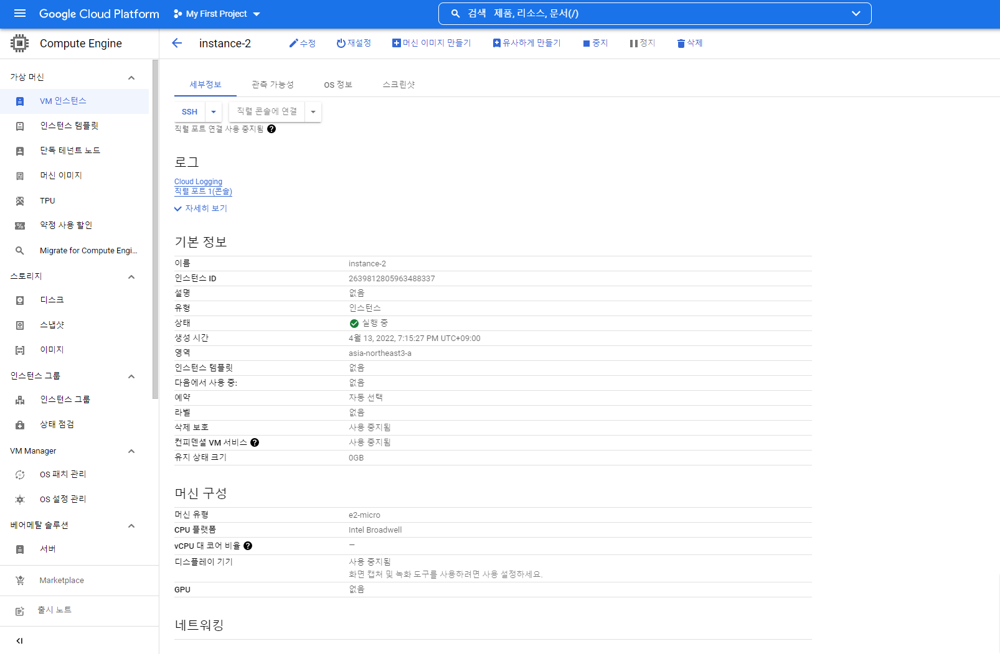 Google Cloud Platform My First Project 검색 제품, 리소스, 문서(/)
Compute Engine
instance-2 수정 재설정 머신 이미지 만들기 유사하게 만들기 중지 정지 삭제
가상 머신
VM 인스턴스
인스턴스 템플릿
단독 테넌트 노드
머신 이미지
TPU
약정 사용 할인
Migrate for Compute Engi...
스토리지
디스크
스냅샷
이미지
인스턴스 그룹
인스턴스 그룹
상태 점검
VM Manager
OS 패치 관리
OS 설정 관리
베어메탈 솔루션
서버
Marketplace
출시 노트
세부정보 관측 가능성 OS 정보 스크린샷
SSH 직렬 콘솔에 연결
직렬 포트 연결 사용 중지됨
로그
Cloud Logging
직렬 포트 1(콘솔)
자세히 보기
기본 정보
이름 instance-2
인스턴스 ID 2639812805963488337
설명 없음
유형 인스턴스
상태 실행 중
생성 시간 4월 13, 2022, 7:15:27 PM UTC+09:00
영역 asia-northeast3-a
인스턴스 템플릿 없음
다음에서 사용 중: 없음
예약 자동 선택
라벨 없음
삭제 보호 사용 중지됨
컨피덴셜 VM 서비스 사용 중지됨
유지 상태 크기 0GB
머신 구성
머신 유형 e2-micro
CPU 플랫폼 Intel Broadwell
vCPU 대 코어 비율 —
디스플레이 기기 사용 중지됨
화면 캡처 및 녹화 도구를 사용하려면 사용 설정하세요.
GPU 없음
네트워킹